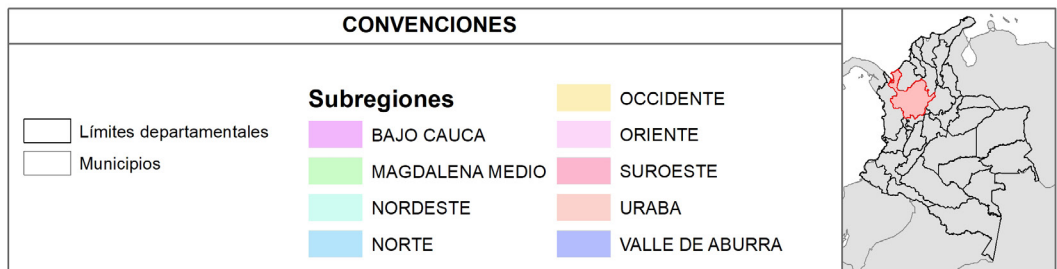 CONVENCIONES
Límites departamentales
Municipios
Subregiones
BAJO CAUCA
MAGDALENA MEDIO
NORDESTE
NORTE
OCCIDENTE
ORIENTE
SUROESTE
URABA
VALLE DE ABURRA